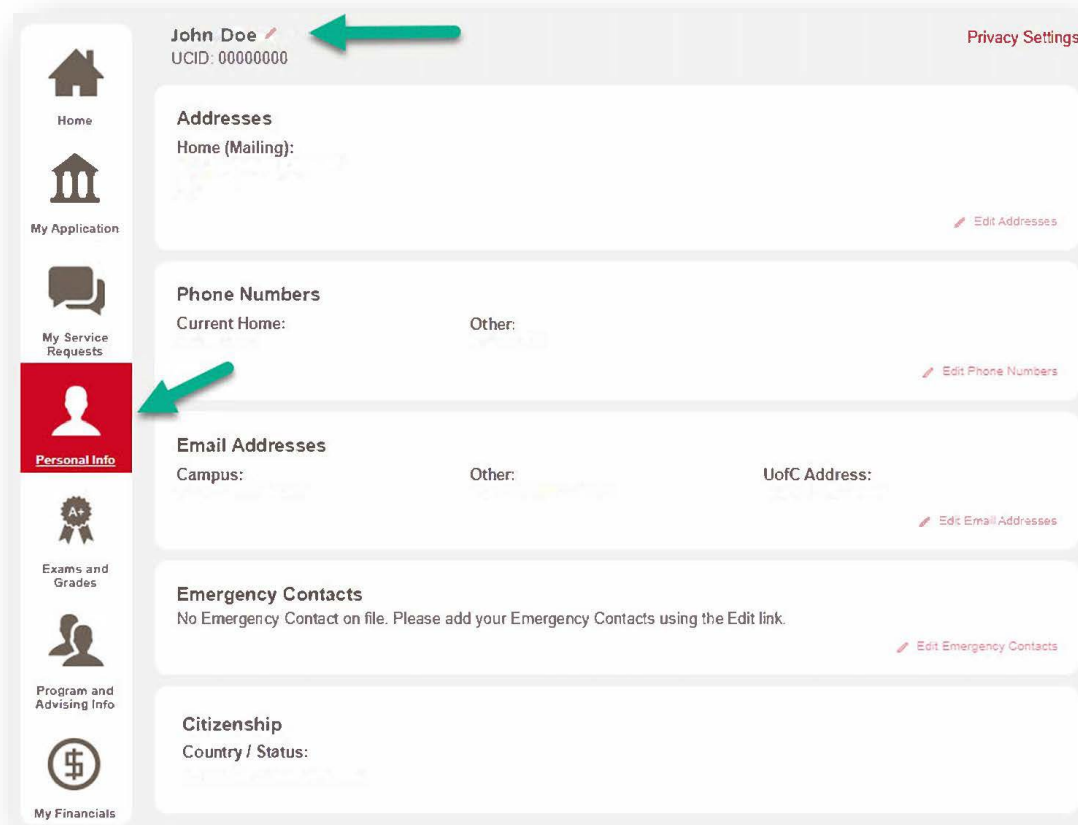 John Doe
UCID: 00000000
Privacy Settings
Home
My Application
My Service
Requests
Personal Info
A+
Exams and
Grades
Program and
Advising Info
$
My Financials
Addresses
Home (Mailing):
Edit Addresses
Phone Numbers
Current Home:
Other:
Edit Phone Numbers
Email Addresses
Campus:
Other:
UofC Address:
Edit Email Addresses
Emergency Contacts
No Emergency Contact on file. Please add your Emergency Contacts using the Edit link.
Edit Emergency Contacts
Citizenship
Country / Status: